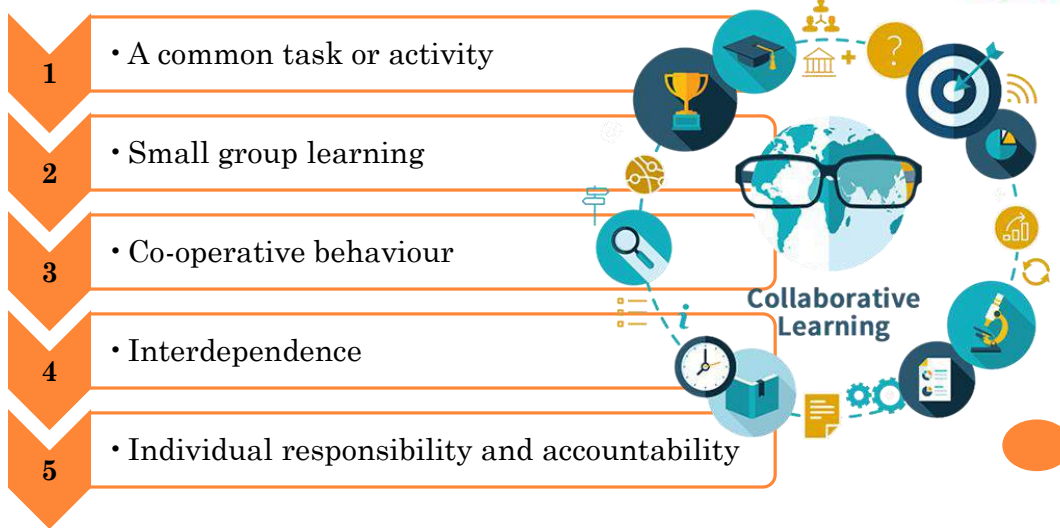 1
• A common task or activity
2
• Small group learning
3
• Co-operative behaviour
4
• Interdependence
5
• Individual responsibility and accountability
?
+
i
Collaborative
Learning